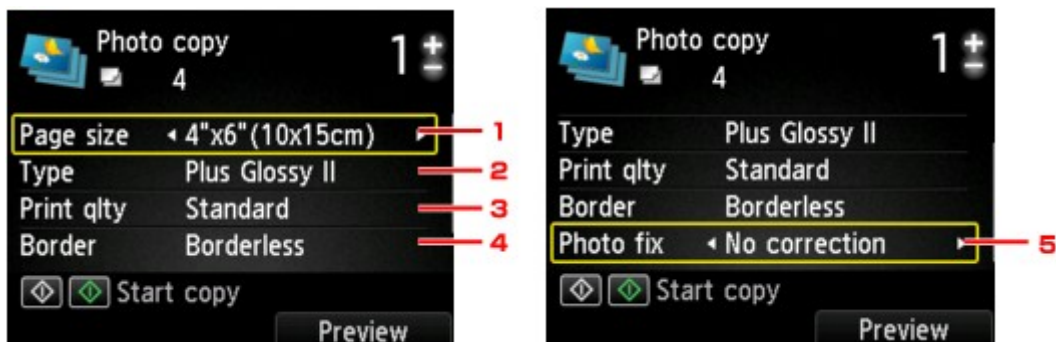 Photo copy
4
1 + -
Page size 4"x6"(10x15cm) 1
Type Plus Glossy II 2
Print qlty Standard 3
Border Borderless 4
Start copy
Preview
Photo copy
4
1 + -
Type Plus Glossy II
Print qlty Standard
Border Borderless
Photo fix No correction 5
Start copy
Preview